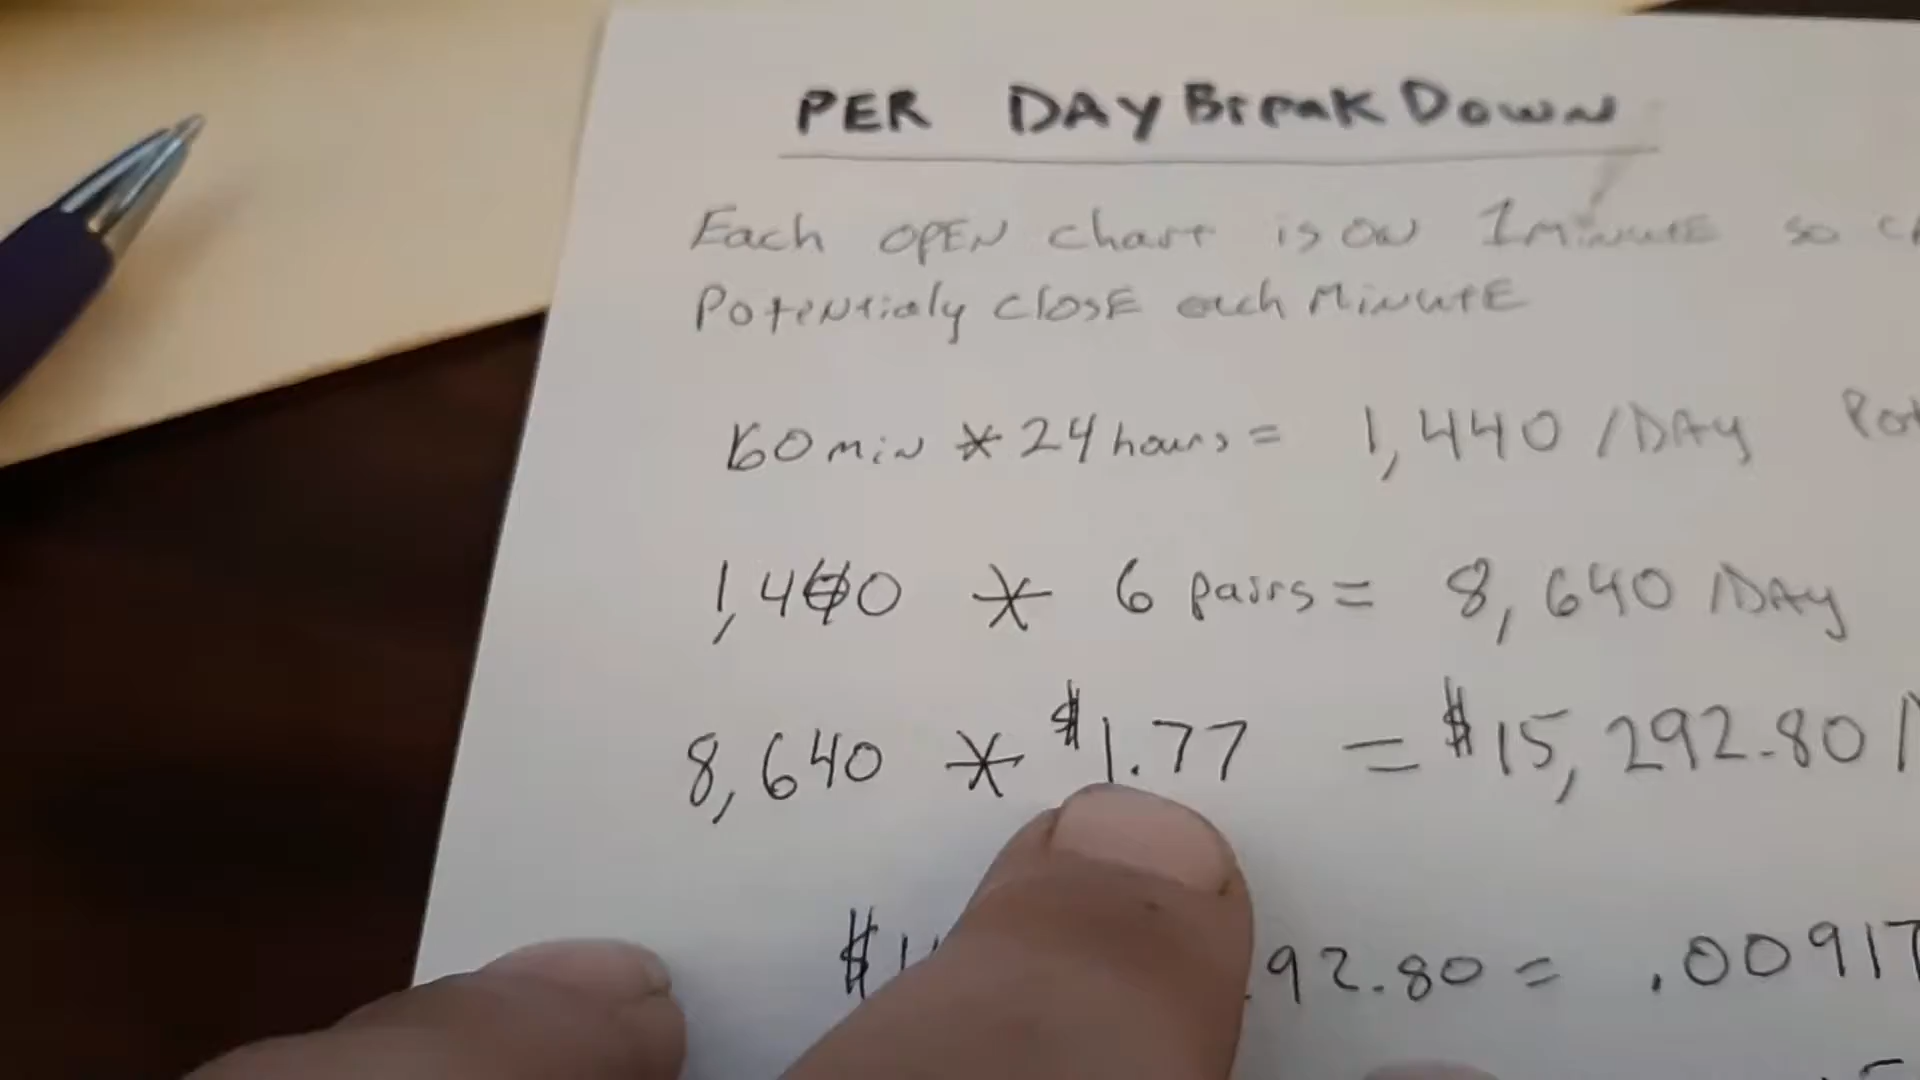 PER DAY BreakDown
Each OPEN chart is ON 1 MiNUTE so
PoteNtialy closE each MiNutE
60 min * 24 hours = 1,440 /DAY
1,440 * 6 pairs = 8,640 /DAY
8,640 * $1.77 = $15,292.80 /
$1 92.80 = .00917